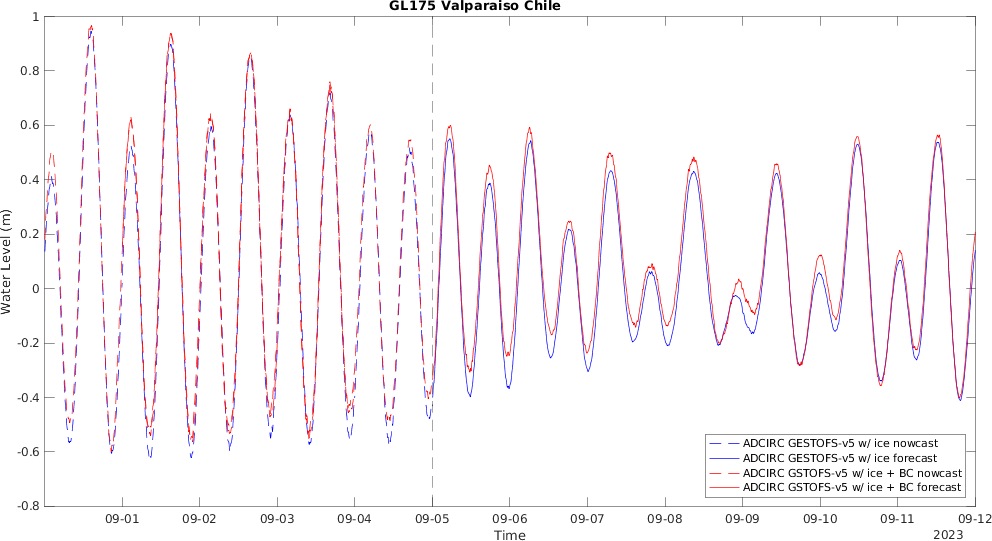 GL175 Valparaiso Chile
1
0.8
0.6
0.4
0.2
0
-0.2
-0.4
-0.6
-0.8
Water Level (m)
09-01 09-02 09-03 09-04 09-05 09-06 09-07 09-08 09-09 09-10 09-11 09-12
Time
2023
ADCIRC GESTOFS-v5 w/ ice nowcast
ADCIRC GESTOFS-v5 w/ ice forecast
ADCIRC GSTOFS-v5 w/ ice + BC nowcast
ADCIRC GSTOFS-v5 w/ ice + BC forecast